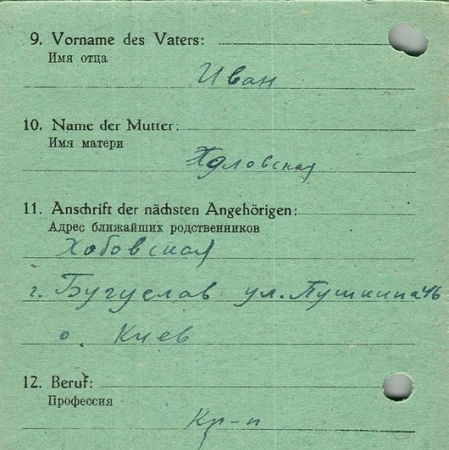 9. Vorname des Vaters:
Имя отца
Иван
10. Name der Mutter:
Имя матери
Хдловская
11. Anschrift der nächsten Angehörigen:
Адрес ближайших родственников
Хобовская
г. Бугуслав ул. Пушкина 46
о. Киев
12. Beruf:
Профессия
Кр-н